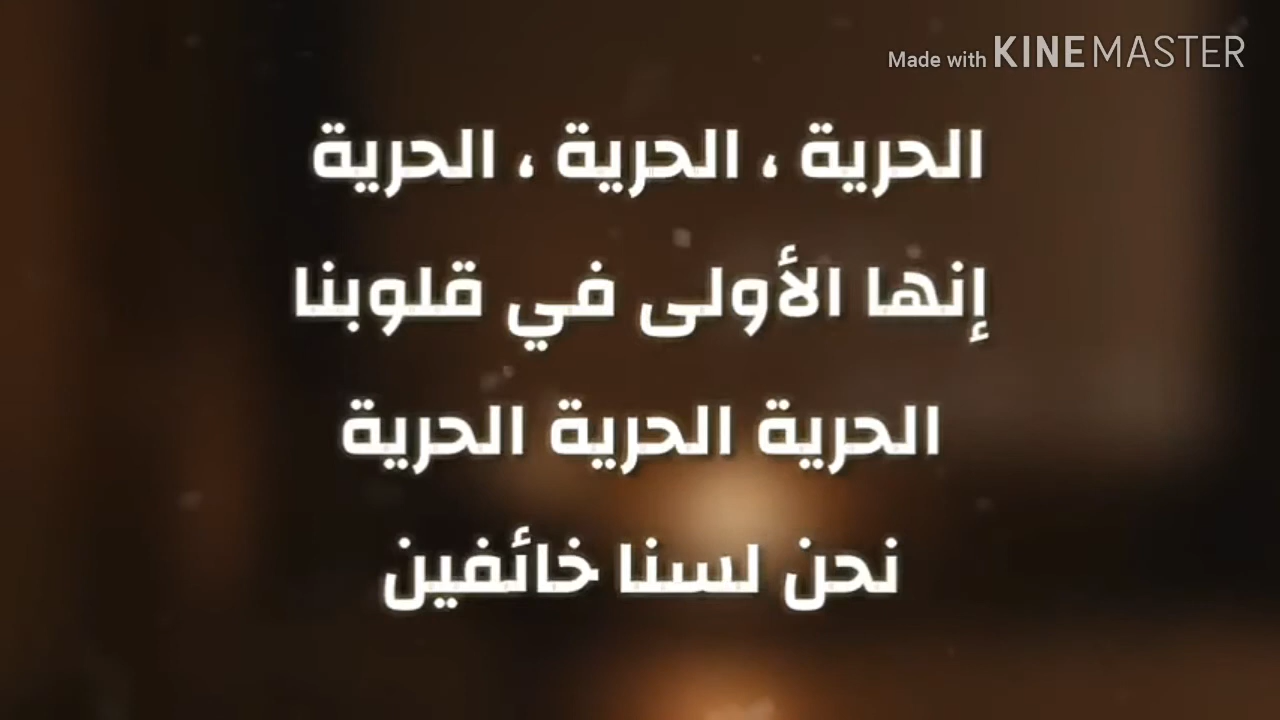 Made with KINEMASTER
الحرية ، الحرية ، الحرية
إنها الأولى في قلوبنا
الحرية الحرية الحرية
نحن لسنا خائفين